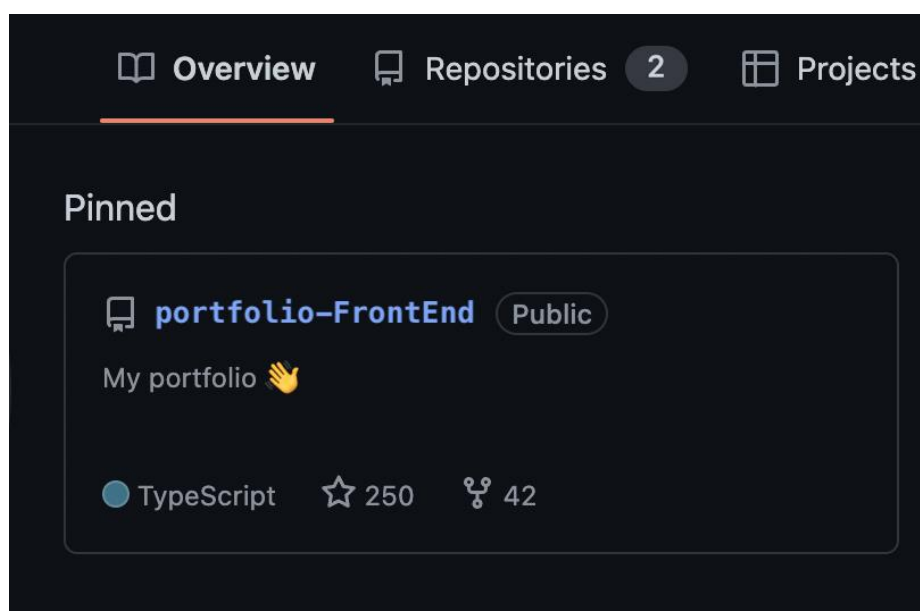 Overview Repositories 2 Projects
Pinned
portfolio-FrontEnd Public
My portfolio 👋
TypeScript 250 42